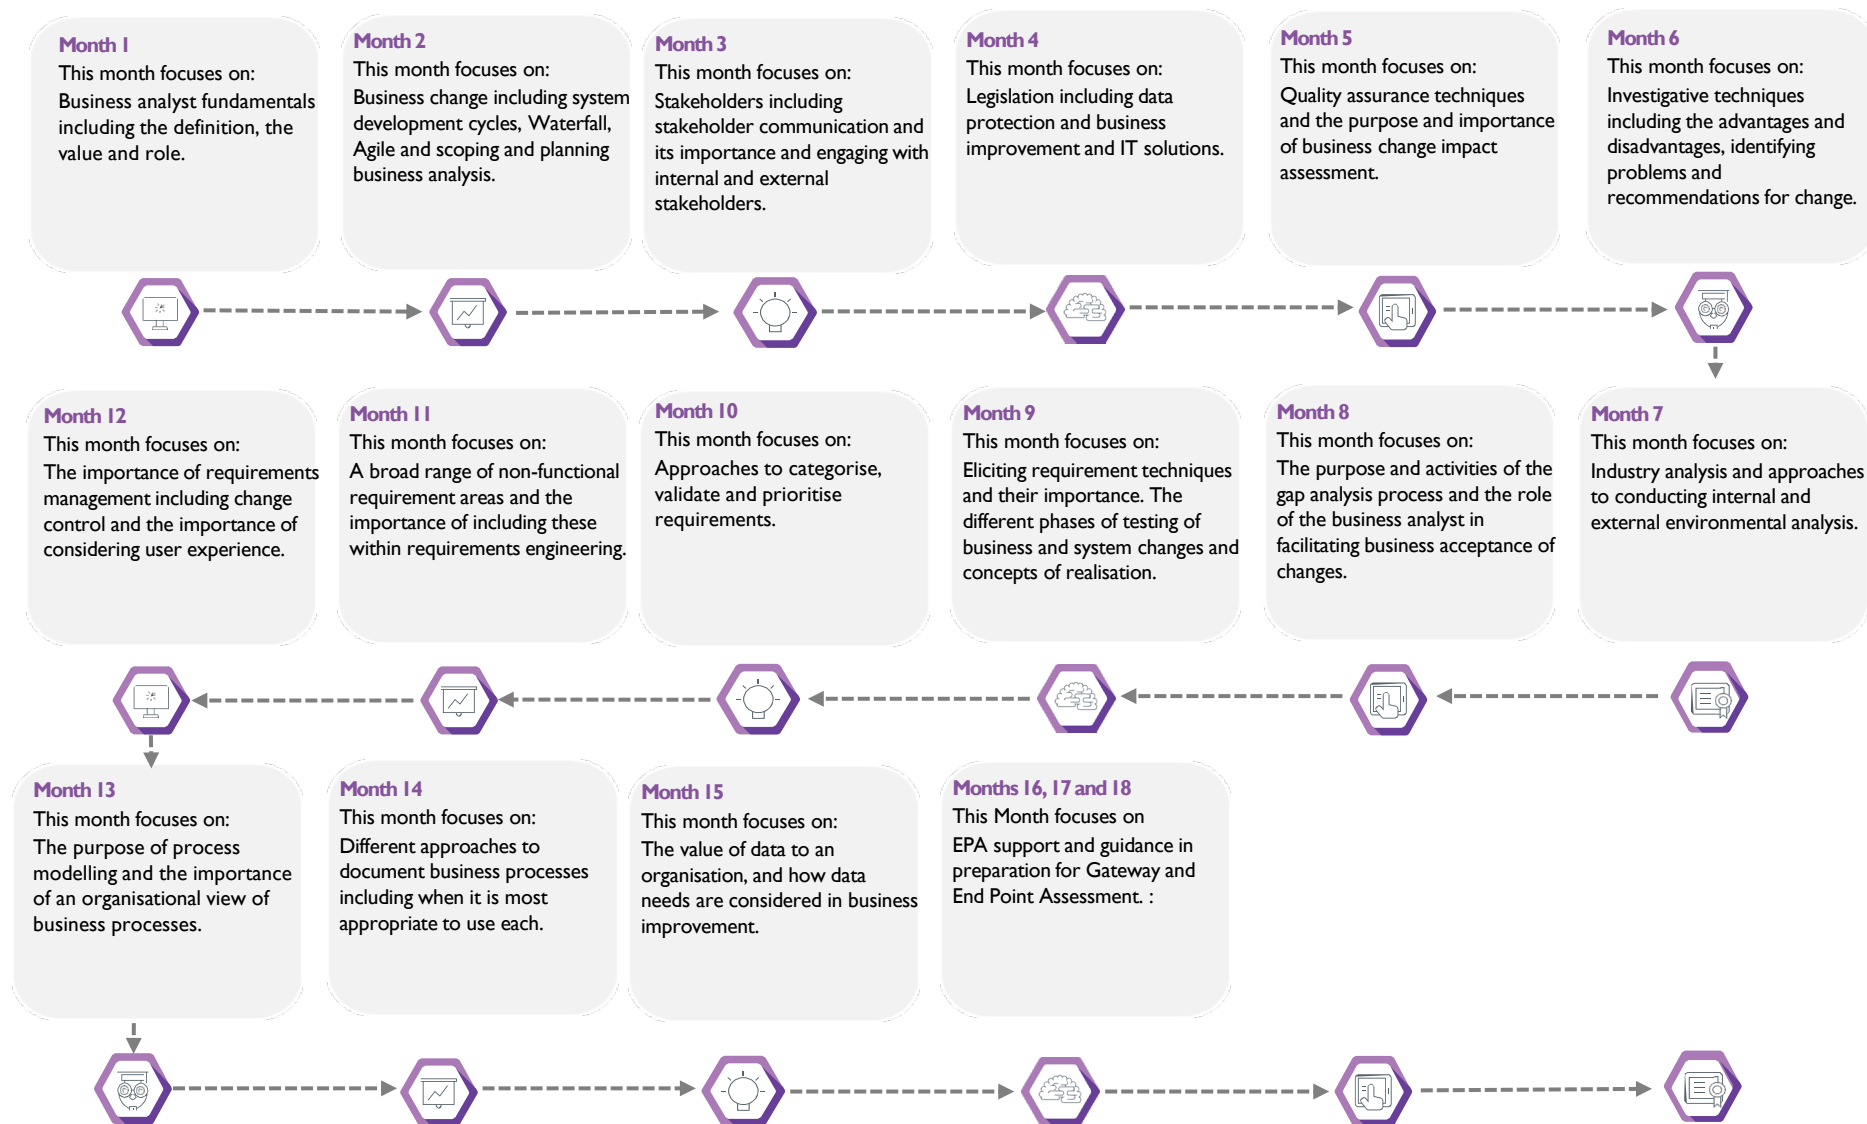 Month 1
This month focuses on:
Business analyst fundamentals
including the definition, the
value and role.
Month 2
This month focuses on:
Business change including system
development cycles, Waterfall,
Agile and scoping and planning
business analysis.
Month 3
This month focuses on:
Stakeholders including
stakeholder communication and
its importance and engaging with
internal and external
stakeholders.
Month 4
This month focuses on:
Legislation including data
protection and business
improvement and IT solutions.
Month 5
This month focuses on:
Quality assurance techniques
and the purpose and importance
of business change impact
assessment.
Month 6
This month focuses on:
Investigative techniques
including the advantages and
disadvantages, identifying
problems and
recommendations for change.
Month 7
This month focuses on:
Industry analysis and approaches
to conducting internal and
external environmental analysis.
Month 8
This month focuses on:
The purpose and activities of the
gap analysis process and the role
of the business analyst in
facilitating business acceptance of
changes.
Month 9
This month focuses on:
Eliciting requirement techniques
and their importance. The
different phases of testing of
business and system changes and
concepts of realisation.
Month 10
This month focuses on:
Approaches to categorise,
validate and prioritise
requirements.
Month 11
This month focuses on:
A broad range of non-functional
requirement areas and the
importance of including these
within requirements engineering.
Month 12
This month focuses on:
The importance of requirements
management including change
control and the importance of
considering user experience.
Month 13
This month focuses on:
The purpose of process
modelling and the importance
of an organisational view of
business processes.
Month 14
This month focuses on:
Different approaches to
document business processes
including when it is most
appropriate to use each.
Month 15
This month focuses on:
The value of data to an
organisation, and how data
needs are considered in business
improvement.
Months 16, 17 and 18
This Month focuses on
EPA support and guidance in
preparation for Gateway and
End Point Assessment. :